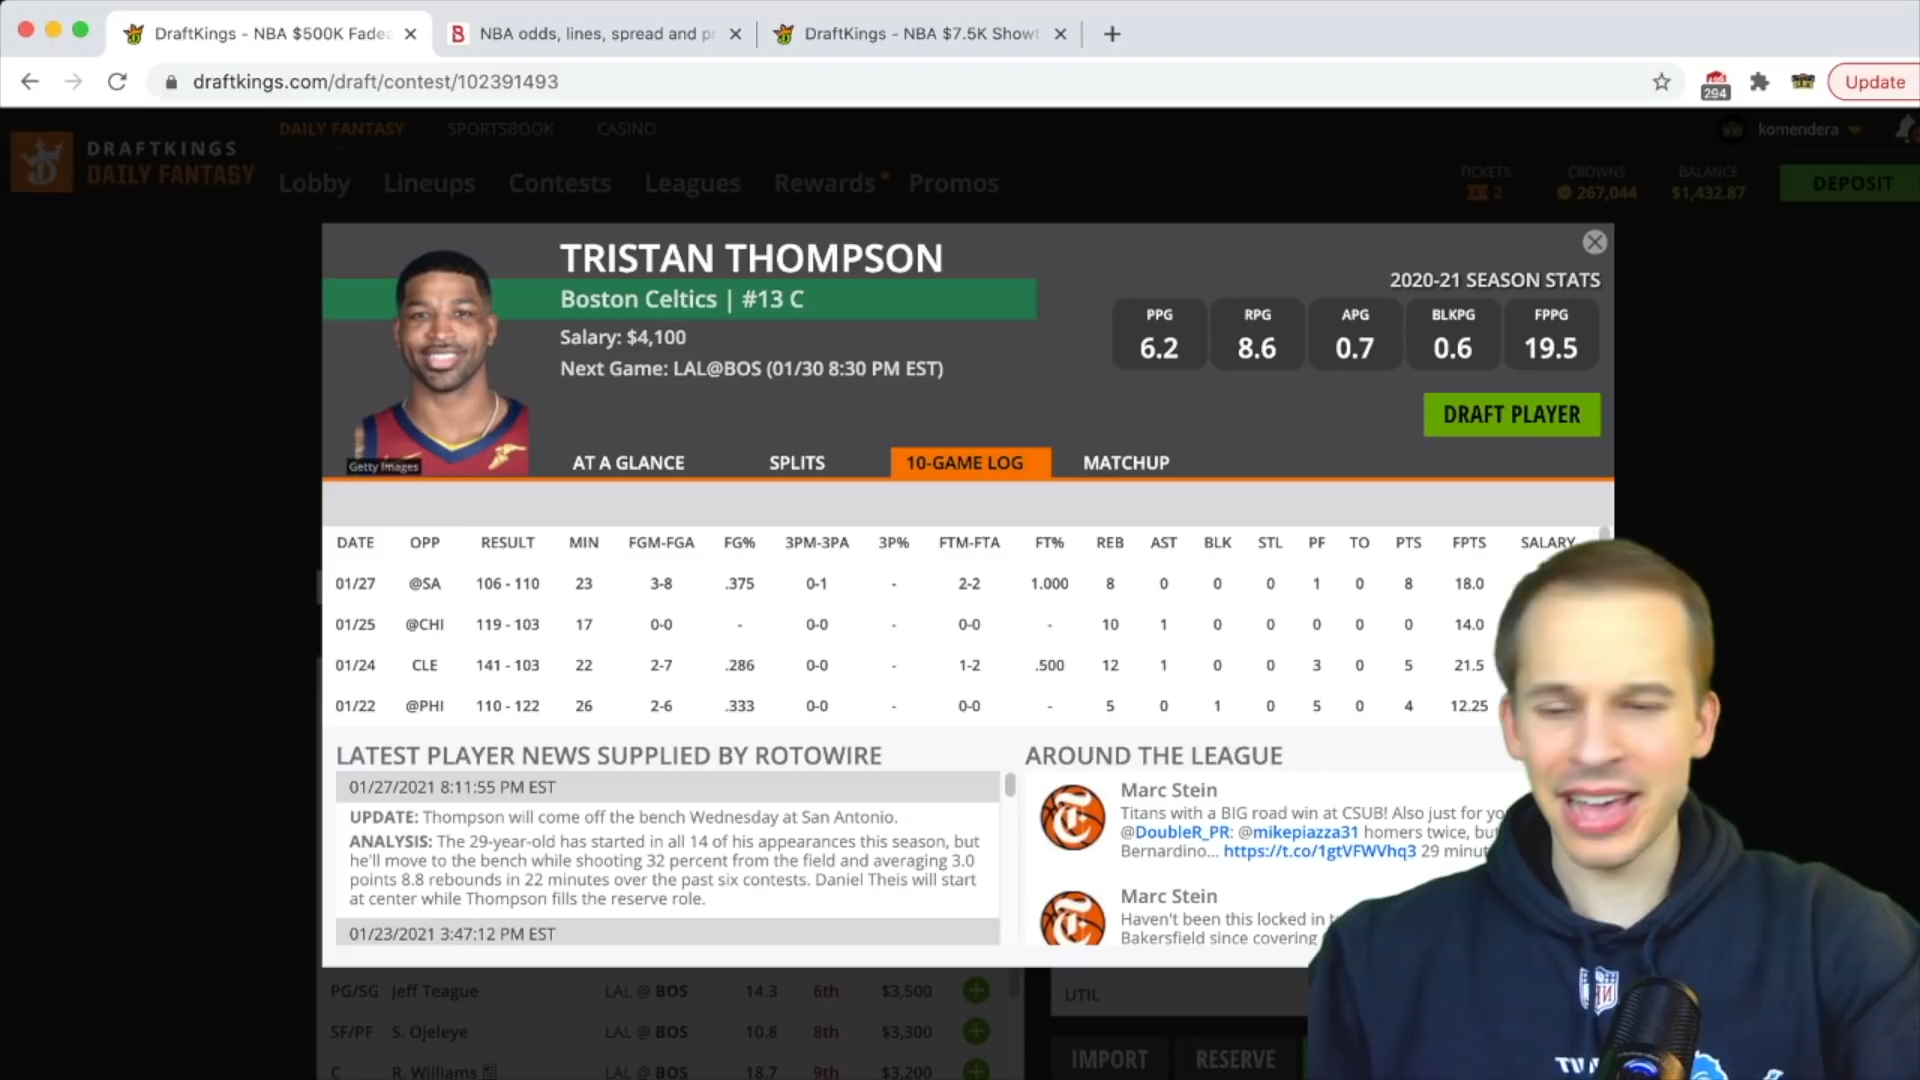 DraftKings - NBA $500K Fadea
NBA odds, lines, spread and pr
DraftKings - NBA $7.5K Showt
draftkings.com/draft/contest/102391493
294
Update
DRAFTKINGS
DAILY FANTASY
DAILY FANTASY SPORTSBOOK CASINO
komendera
Lobby Lineups Contests Leagues Rewards Promos
TICKETS CROWNS BALANCE
2 267,044 $1,432.87
DEPOSIT
TRISTAN THOMPSON
Boston Celtics | #13 C
Salary: $4,100
Next Game: LAL@BOS (01/30 8:30 PM EST)
Getty Images
2020-21 SEASON STATS
PPG RPG APG BLKPG FPPG
6.2 8.6 0.7 0.6 19.5
DRAFT PLAYER
AT A GLANCE SPLITS 10-GAME LOG MATCHUP
DATE OPP RESULT MIN FGM-FGA FG% 3PM-3PA 3P% FTM-FTA FT% REB AST BLK STL PF TO PTS FPTS SALARY
01/27 @SA 106 - 110 23 3-8 .375 0-1 - 2-2 1.000 8 0 0 0 1 0 8 18.0
01/25 @CHI 119 - 103 17 0-0 - 0-0 - 0-0 - 10 1 0 0 0 0 0 14.0
01/24 CLE 141 - 103 22 2-7 .286 0-0 - 1-2 .500 12 1 0 0 3 0 5 21.5
01/22 @PHI 110 - 122 26 2-6 .333 0-0 - 0-0 - 5 0 1 0 5 0 4 12.25
LATEST PLAYER NEWS SUPPLIED BY ROTOWIRE
01/27/2021 8:11:55 PM EST
UPDATE: Thompson will come off the bench Wednesday at San Antonio.
ANALYSIS: The 29-year-old has started in all 14 of his appearances this season, but
he'll move to the bench while shooting 32 percent from the field and averaging 3.0
points 8.8 rebounds in 22 minutes over the past six contests. Daniel Theis will start
at center while Thompson fills the reserve role.
01/23/2021 3:47:12 PM EST
AROUND THE LEAGUE
Marc Stein
Titans with a BIG road win at CSUB! Also just for yo
@DoubleR_PR: @mikepiazza31 homers twice, but
Bernardino... https://t.co/1gtVFWVhq3 29 minut
Marc Stein
Haven't been this locked in t
Bakersfield since covering
PG/SG Jeff Teague LAL @ BOS 14.3 6th $3,500
SF/PF S. Ojeleye LAL @ BOS 10.8 8th $3,300
C R. Williams LAL @ BOS 18.7 9th $3,200
UTIL
IMPORT RESERVE
NFL